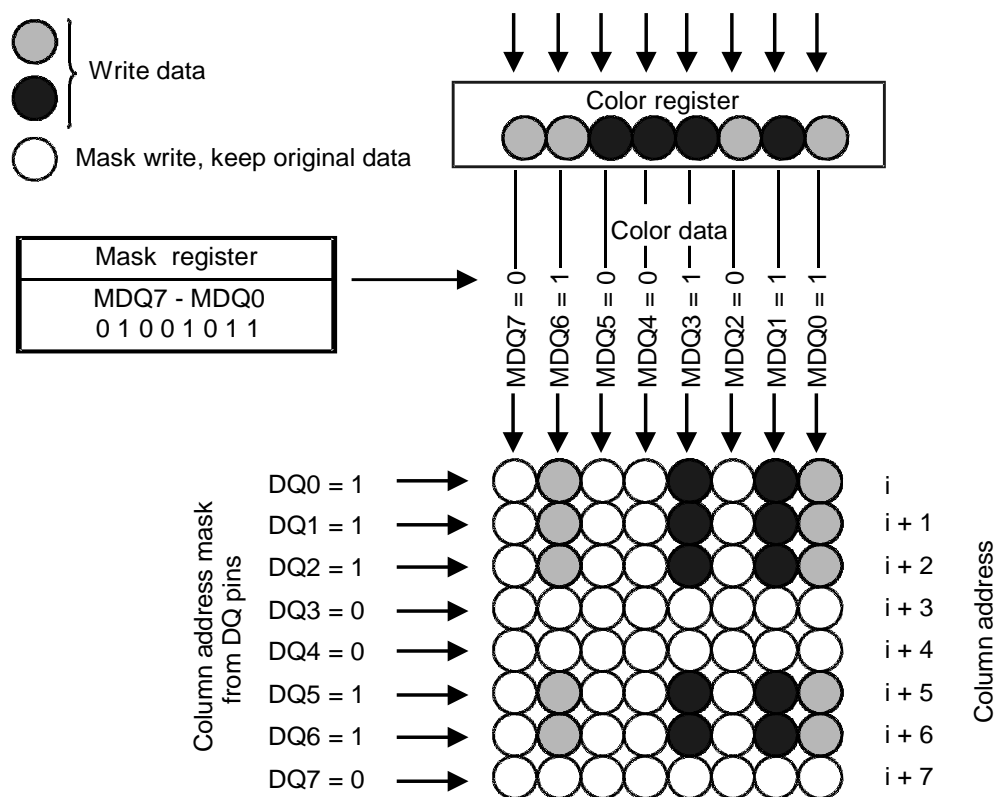 Write data
Mask write, keep original data
Color register
Color data
Mask register
MDQ7 - MDQ0
0 1 0 0 1 0 1 1
MDQ7 = 0
MDQ6 = 1
MDQ5 = 0
MDQ4 = 0
MDQ3 = 1
MDQ2 = 0
MDQ1 = 1
MDQ0 = 1
Column address mask
from DQ pins
DQ0 = 1
DQ1 = 1
DQ2 = 1
DQ3 = 0
DQ4 = 0
DQ5 = 1
DQ6 = 1
DQ7 = 0
i
i + 1
i + 2
i + 3
i + 4
i + 5
i + 6
i + 7
Column address